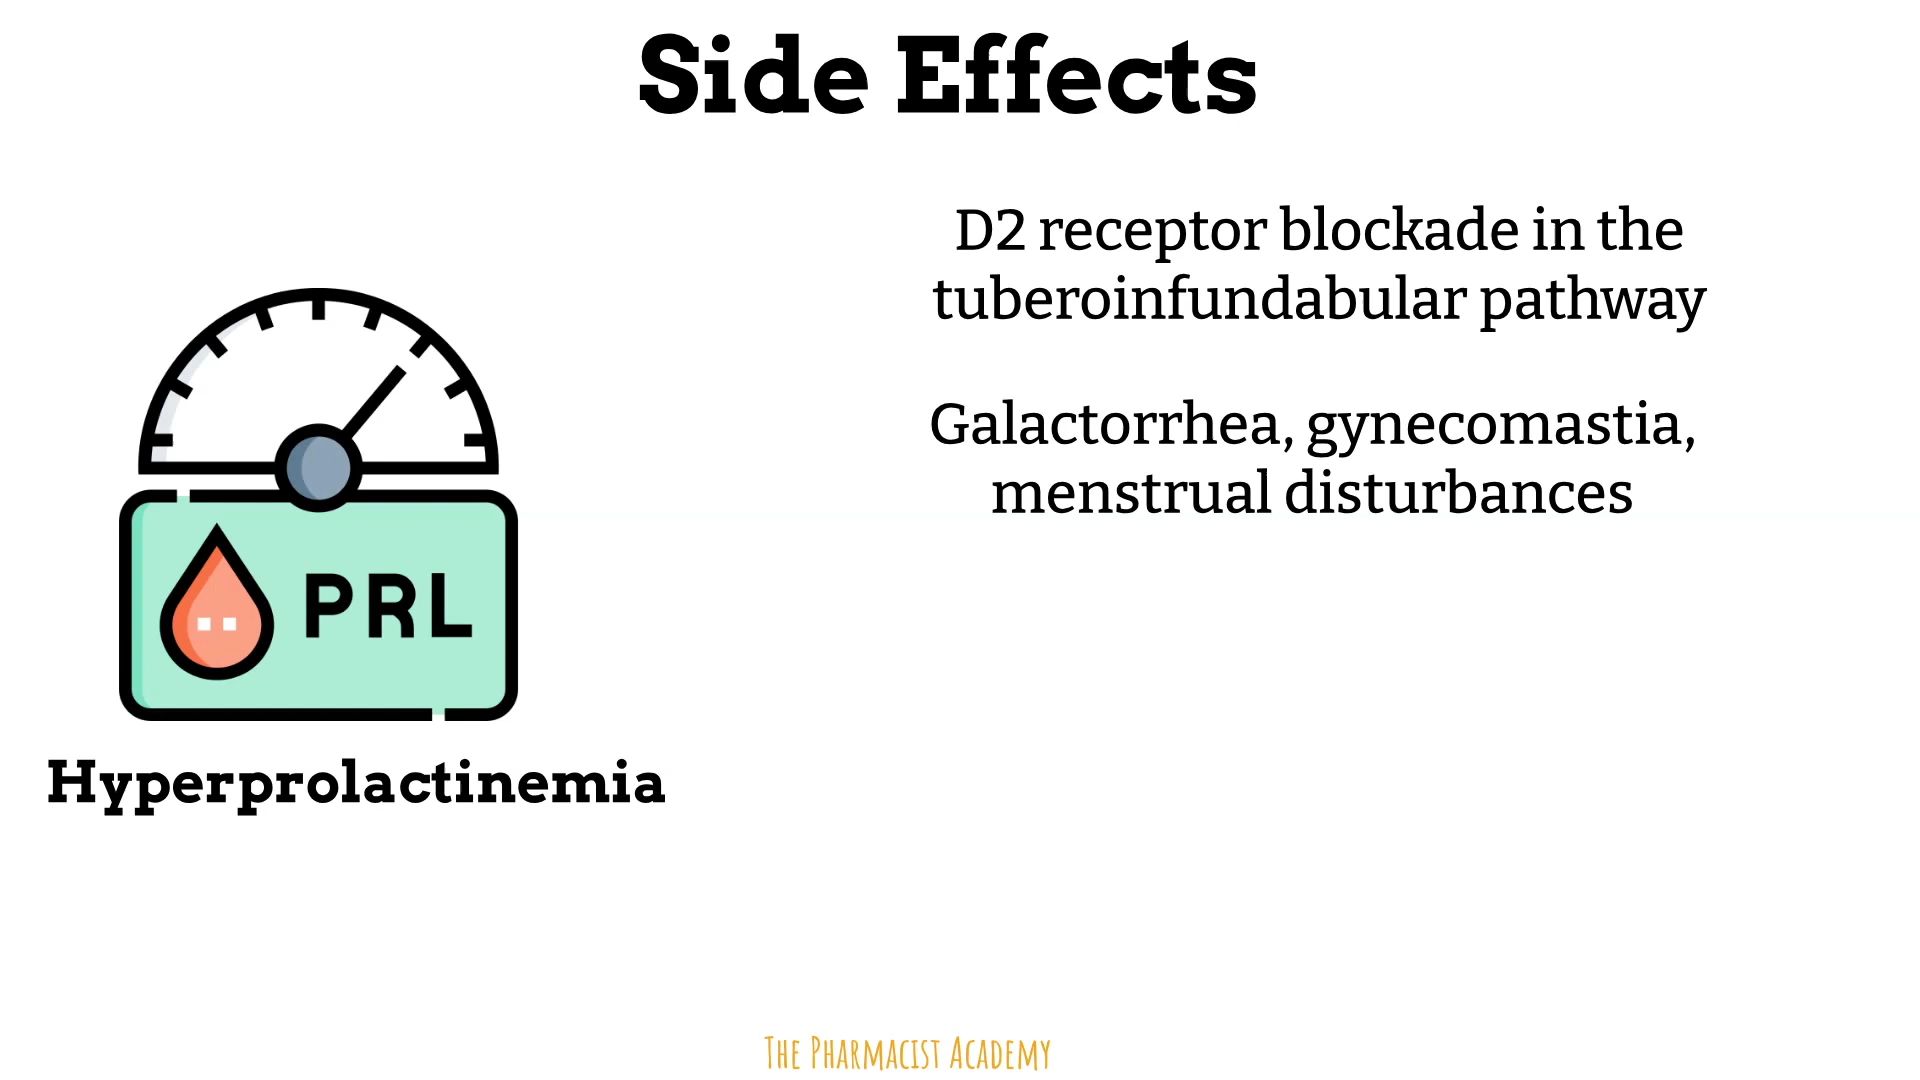 Side Effects
D2 receptor blockade in the
tuberoinfundabular pathway
Galactorrhea, gynecomastia,
menstrual disturbances
PRL
Hyperprolactinemia
The Pharmacist Academy